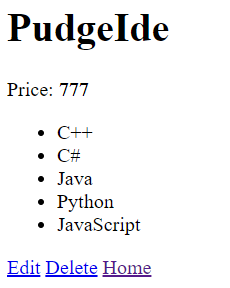 PudgeIde
Price: 777
C++
C#
Java
Python
JavaScript
Edit Delete Home